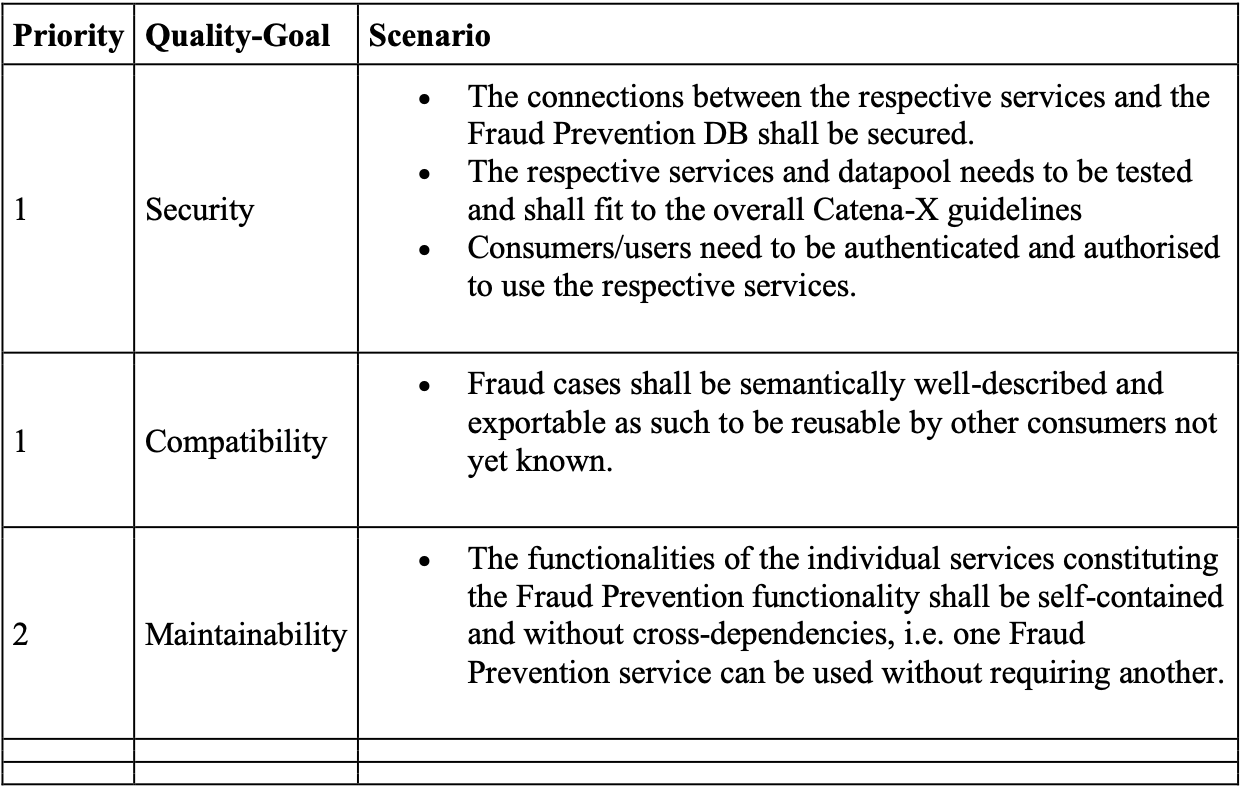 Priority Quality-Goal Scenario
• The connections between the respective services and the
Fraud Prevention DB shall be secured.
• The respective services and datapool needs to be tested
1 Security and shall fit to the overall Catena-X guidelines
• Consumers/users need to be authenticated and authorised
to use the respective services.
• Fraud cases shall be semantically well-described and
1 Compatibility exportable as such to be reusable by other consumers not
yet known.
• The functionalities of the individual services constituting
the Fraud Prevention functionality shall be self-contained
2 Maintainability and without cross-dependencies, i.e. one Fraud
Prevention service can be used without requiring another.